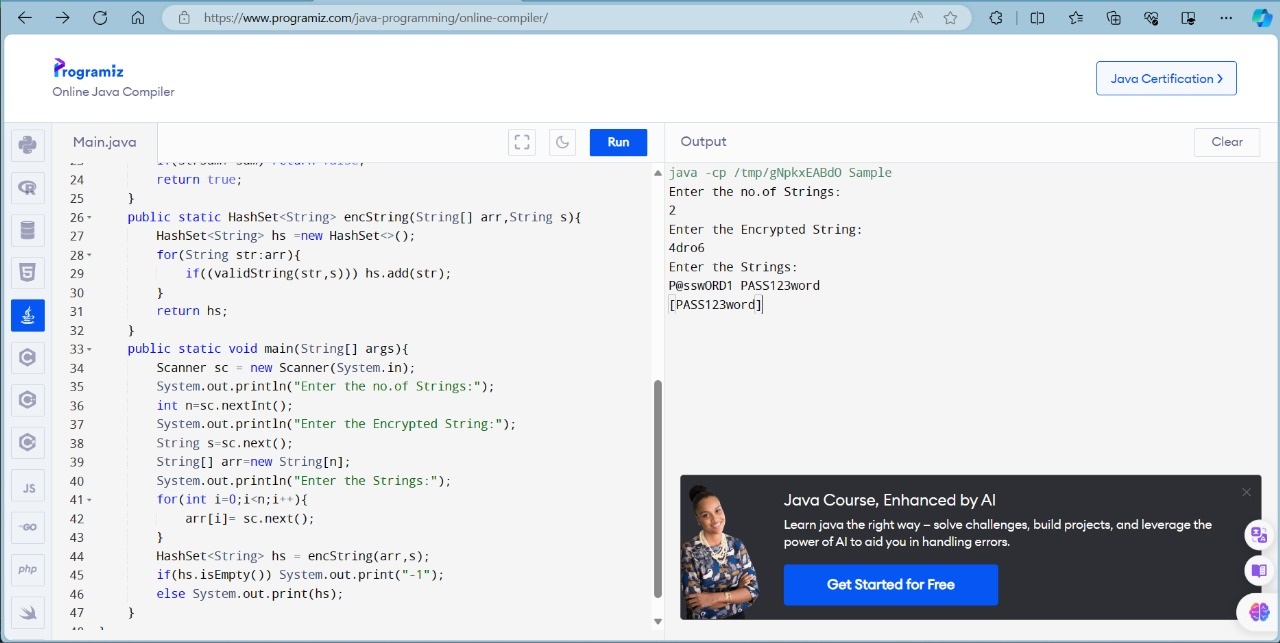 https://www.programiz.com/java-programming/online-compiler/
Programiz
Online Java Compiler
Java Certification >
Main.java
Run
24 return true;
25 }
26 public static HashSet<String> encString(String[] arr,String s){
27 HashSet<String> hs =new HashSet<>();
28 for(String str:arr){
29 if((validString(str,s))) hs.add(str);
30 }
31 return hs;
32 }
33 public static void main(String[] args){
34 Scanner sc = new Scanner(System.in);
35 System.out.println("Enter the no.of Strings:");
36 int n=sc.nextInt();
37 System.out.println("Enter the Encrypted String:");
38 String s=sc.next();
39 String[] arr=new String[n];
40 System.out.println("Enter the Strings:");
41 for(int i=0;i<n;i++){
42 arr[i]= sc.next();
43 }
44 HashSet<String> hs = encString(arr,s);
45 if(hs.isEmpty()) System.out.print("-1");
46 else System.out.print(hs);
47 }
JS
GO
php
Output
Clear
java -cp /tmp/gNpkxEABdO Sample
Enter the no.of Strings:
2
Enter the Encrypted String:
4dro6
Enter the Strings:
P@sswORD1 PASS123word
[PASS123word]
Java Course, Enhanced by AI
Learn java the right way – solve challenges, build projects, and leverage the
power of AI to aid you in handling errors.
Get Started for Free